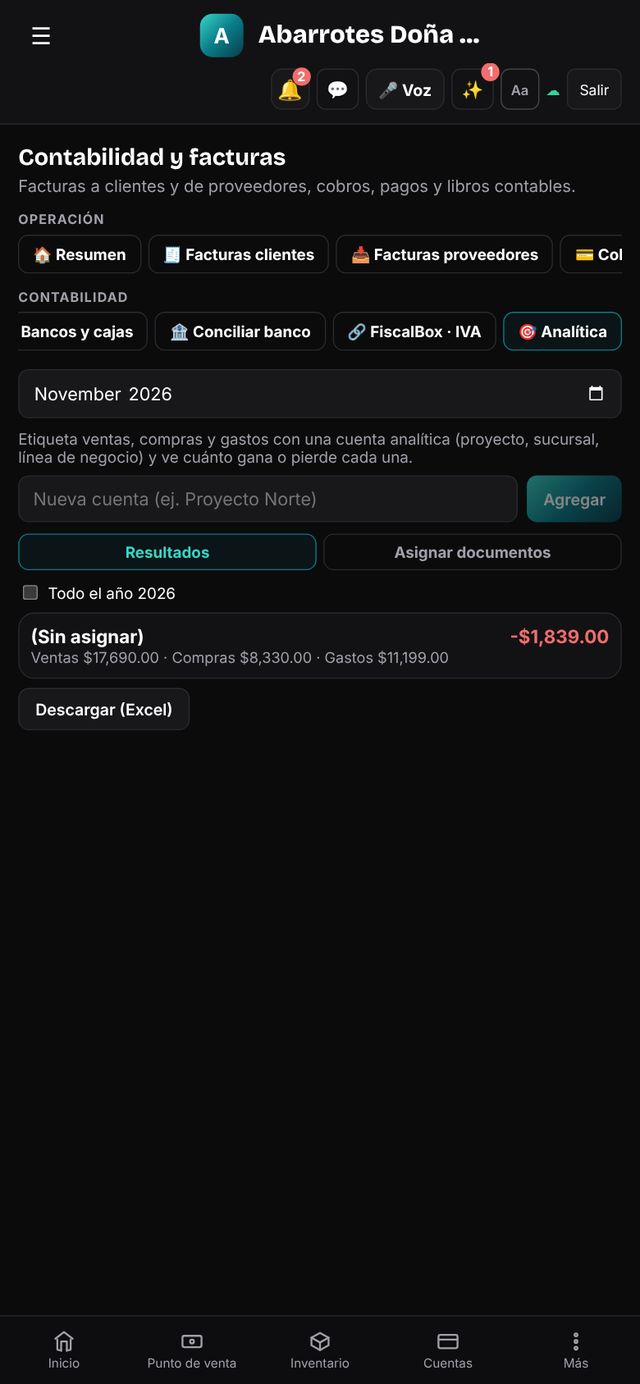 ☰ A Abarrotes Doña ...
🔔 2 💬 🎤 Voz ✨ 1 Aa ☁ Salir
Contabilidad y facturas
Facturas a clientes y de proveedores, cobros, pagos y libros contables.
OPERACIÓN
🏠 Resumen 🧾 Facturas clientes 📥 Facturas proveedores 💳 Col
CONTABILIDAD
Bancos y cajas 🏦 Conciliar banco 🔗 FiscalBox · IVA 🎯 Analítica
November 2026
Etiqueta ventas, compras y gastos con una cuenta analítica (proyecto, sucursal,
línea de negocio) y ve cuánto gana o pierde cada una.
Nueva cuenta (ej. Proyecto Norte) Agregar
Resultados Asignar documentos
Todo el año 2026
(Sin asignar) -$1,839.00
Ventas $17,690.00 · Compras $8,330.00 · Gastos $11,199.00
Descargar (Excel)
Inicio Punto de venta Inventario Cuentas Más